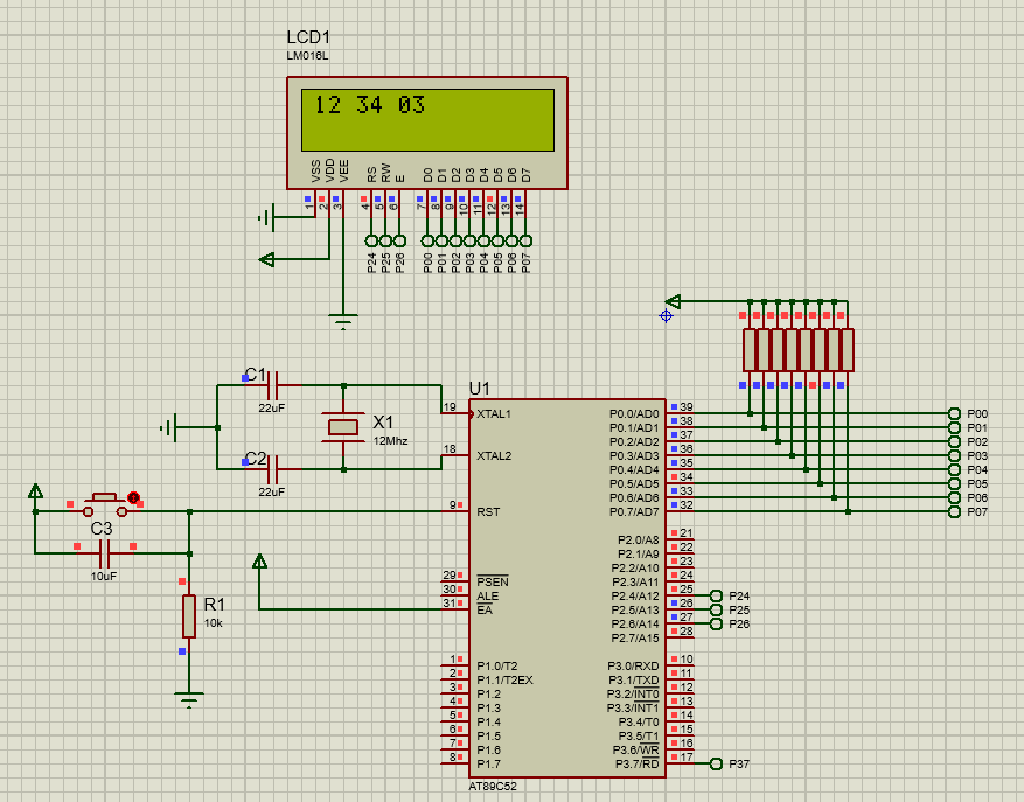 LCD1
LM016L
12 34 03
VSS VDD VEE RS RW E D0 D1 D2 D3 D4 D5 D6 D7
1 2 3 4 5 6 7 8 9 10 11 12 13 14
P24 P25 P26 P00 P01 P02 P03 P04 P05 P06 P07
C1
22uF
X1
12Mhz
C2
22uF
C3
10uF
R1
10k
U1
19 XTAL1
18 XTAL2
9 RST
29 PSEN
30 ALE
31 EA
1 P1.0/T2
2 P1.1/T2EX
3 P1.2
4 P1.3
5 P1.4
6 P1.5
7 P1.6
8 P1.7
P0.0/AD0 39 P00
P0.1/AD1 38 P01
P0.2/AD2 37 P02
P0.3/AD3 36 P03
P0.4/AD4 35 P04
P0.5/AD5 34 P05
P0.6/AD6 33 P06
P0.7/AD7 32 P07
P2.0/A8 21
P2.1/A9 22
P2.2/A10 23
P2.3/A11 24
P2.4/A12 25 P24
P2.5/A13 26 P25
P2.6/A14 27 P26
P2.7/A15 28
P3.0/RXD 10
P3.1/TXD 11
P3.2/INT0 12
P3.3/INT1 13
P3.4/T0 14
P3.5/T1 15
P3.6/WR 16
P3.7/RD 17 P37
AT89C52